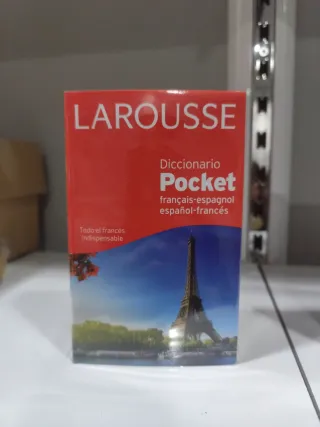 LAROUSSE
Diccionario
Pocket
français-espagnol
español-francés
Todo el francés
indispensable